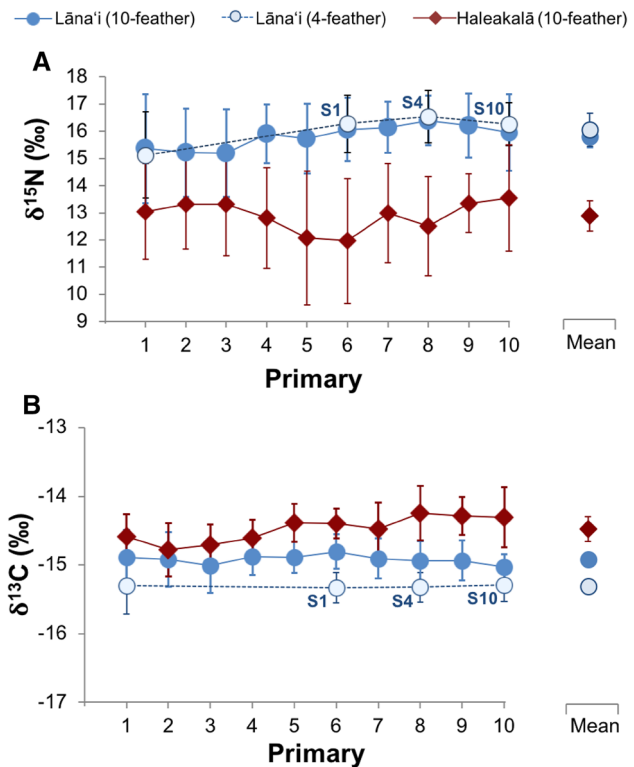 Lāna‘i (10-feather) Lāna‘i (4-feather) Haleakalā (10-feather)
A
18
17
16
15
14
13
12
11
10
9
δ15N (‰)
S1 S4 S10
1 2 3 4 5 6 7 8 9 10 Mean
Primary
B
-13
-14
-15
-16
-17
δ13C (‰)
S1 S4 S10
1 2 3 4 5 6 7 8 9 10 Mean
Primary